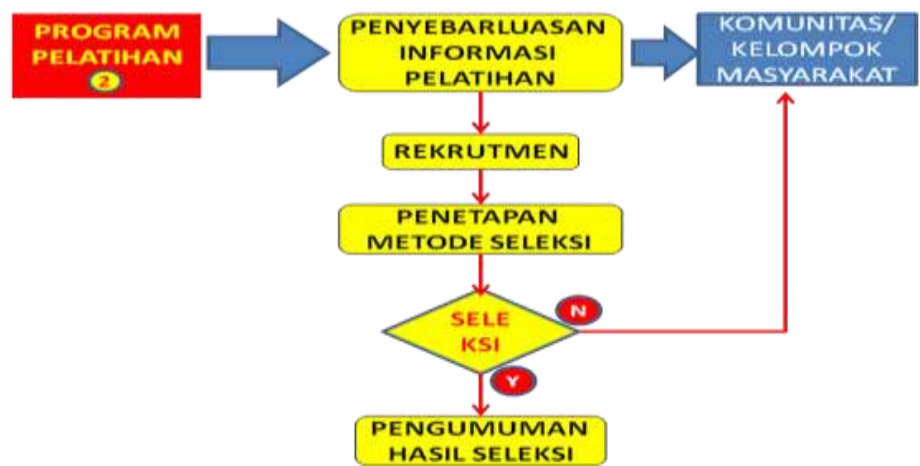 PROGRAM
PELATIHAN
2
PENYEBARLUASAN
INFORMASI
PELATIHAN
KOMUNITAS/
KELOMPOK
MASYARAKAT
REKRUTMEN
PENETAPAN
METODE SELEKSI
SELE
KSI
N
Y
PENGUMUMAN
HASIL SELEKSI